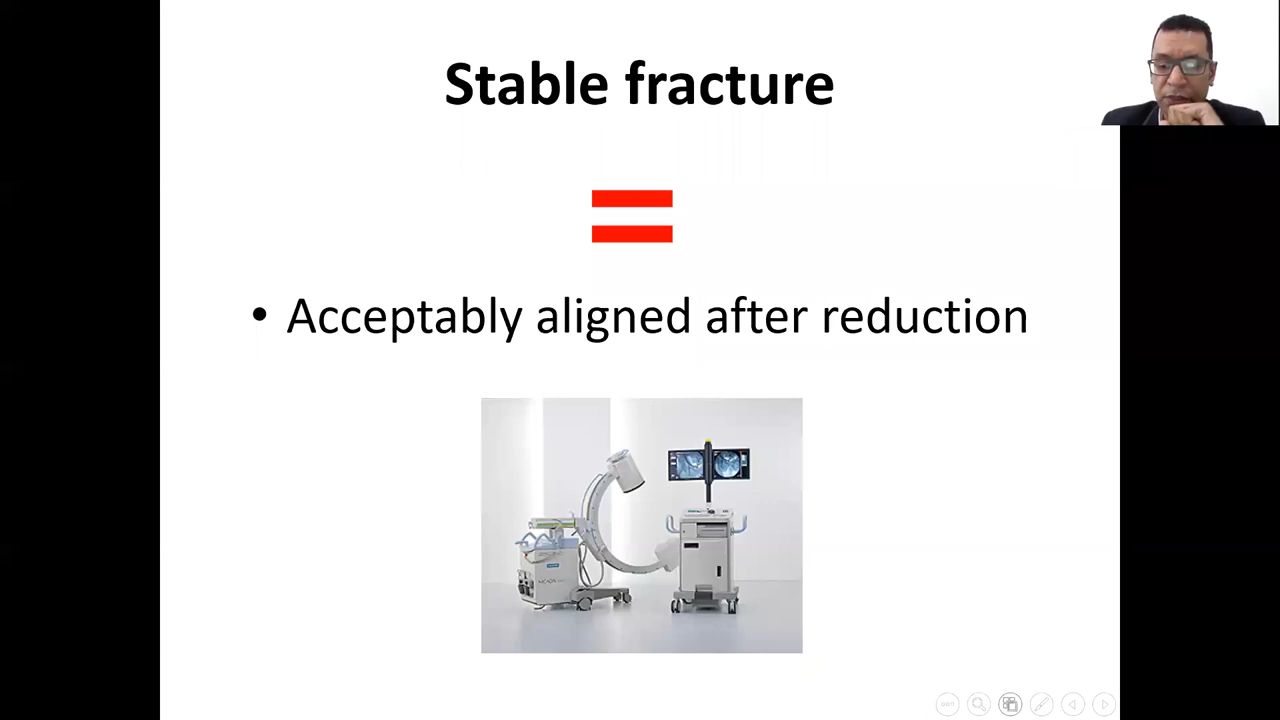 Stable fracture
=
• Acceptably aligned after reduction